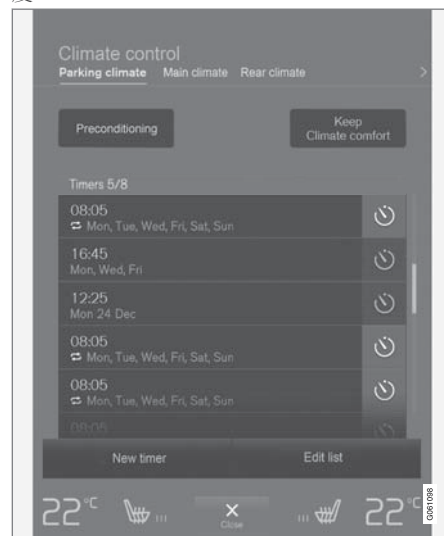 Climate control
Parking climate Main climate Rear climate >
Preconditioning
Keep
Climate comfort
Timers 5/8
08:05
Mon, Tue, Wed, Fri, Sat, Sun
16:45
Mon, Wed, Fri
12:25
Mon 24 Dec
08:05
Mon, Tue, Wed, Fri, Sat, Sun
08:05
Mon, Tue, Wed, Fri, Sat, Sun
08:05
New timer Edit list
22°C 22°C
Close
G061098